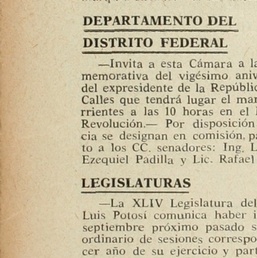 DEPARTAMENTO DEL
DISTRITO FEDERAL
—Invita a esta Cámara a la
memorativa del vigésimo aniv
del expresidente de la Repúblic
Calles que tendrá lugar el mar
rrientes a las 10 horas en el
Revolución.— Por disposición
cia se designan en comisión, pa
to a los CC. senadores: Ing. L
Ezequiel Padilla y Lic. Rafael
LEGISLATURAS
—La XLIV Legislatura del
Luis Potosí comunica haber i
septiembre próximo pasado s
ordinario de sesiones correspo
cer año de su ejercicio y part